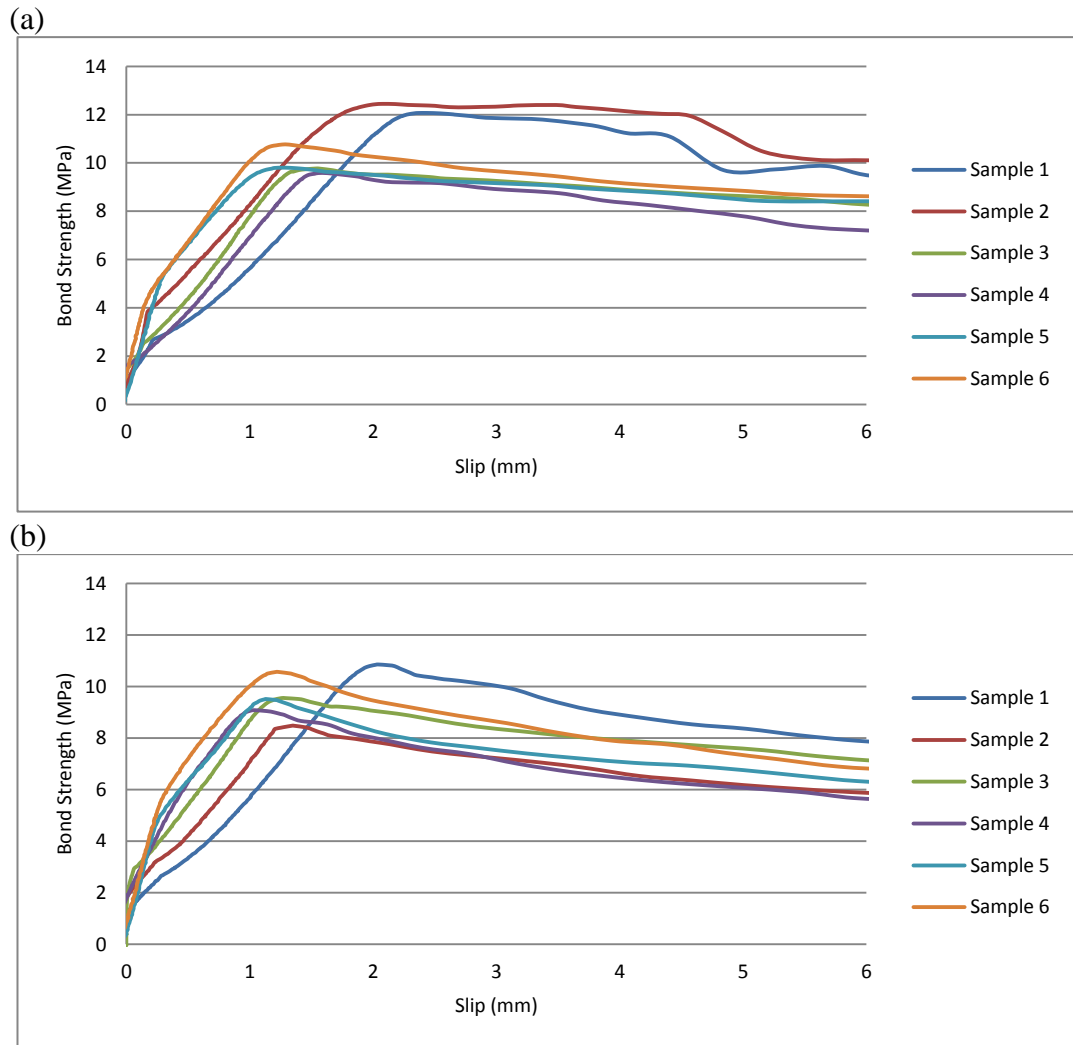 (a)
14
12
10
8
6
4
2
0
Bond Strength (MPa)
0 1 2 3 4 5 6
Slip (mm)
Sample 1
Sample 2
Sample 3
Sample 4
Sample 5
Sample 6
(b)
14
12
10
8
6
4
2
0
Bond Strength (MPa)
0 1 2 3 4 5 6
Slip (mm)
Sample 1
Sample 2
Sample 3
Sample 4
Sample 5
Sample 6